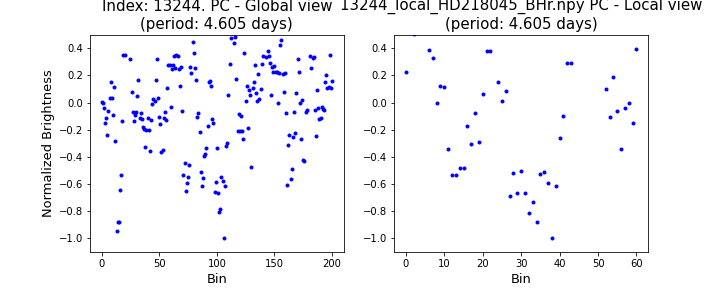 Index: 13244. PC - Global view
(period: 4.605 days)
13244_local_HD218045_BHr.npy PC - Local view
(period: 4.605 days)
Normalized Brightness
0.4
0.2
0.0
−0.2
−0.4
−0.6
−0.8
−1.0
0 50 100 150 200
Bin
0.4
0.2
0.0
−0.2
−0.4
−0.6
−0.8
−1.0
0 20 40 60
Bin